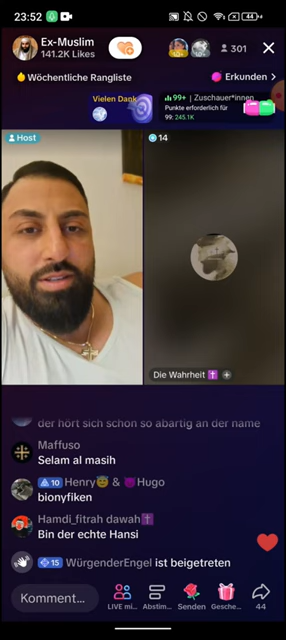 23:52
Ex-Muslim
141.2K Likes
301
Wöchentliche Rangliste
Erkunden >
Vielen Dank
99+ | Zuschauer*innen
Punkte erforderlich für
99: 245.1K
Host
14
Die Wahrheit ✝️ +
der hört sich schon so abartig an der name
Maffuso
Selam al masih
10 Henry😇 & 😈Hugo
bionyfiken
Hamdi_fitrah dawah✝️
Bin der echte Hansi
15 WürgenderEngel ist beigetreten
Komment...
LIVE mi...
Abstim...
Senden
Gesche...
44